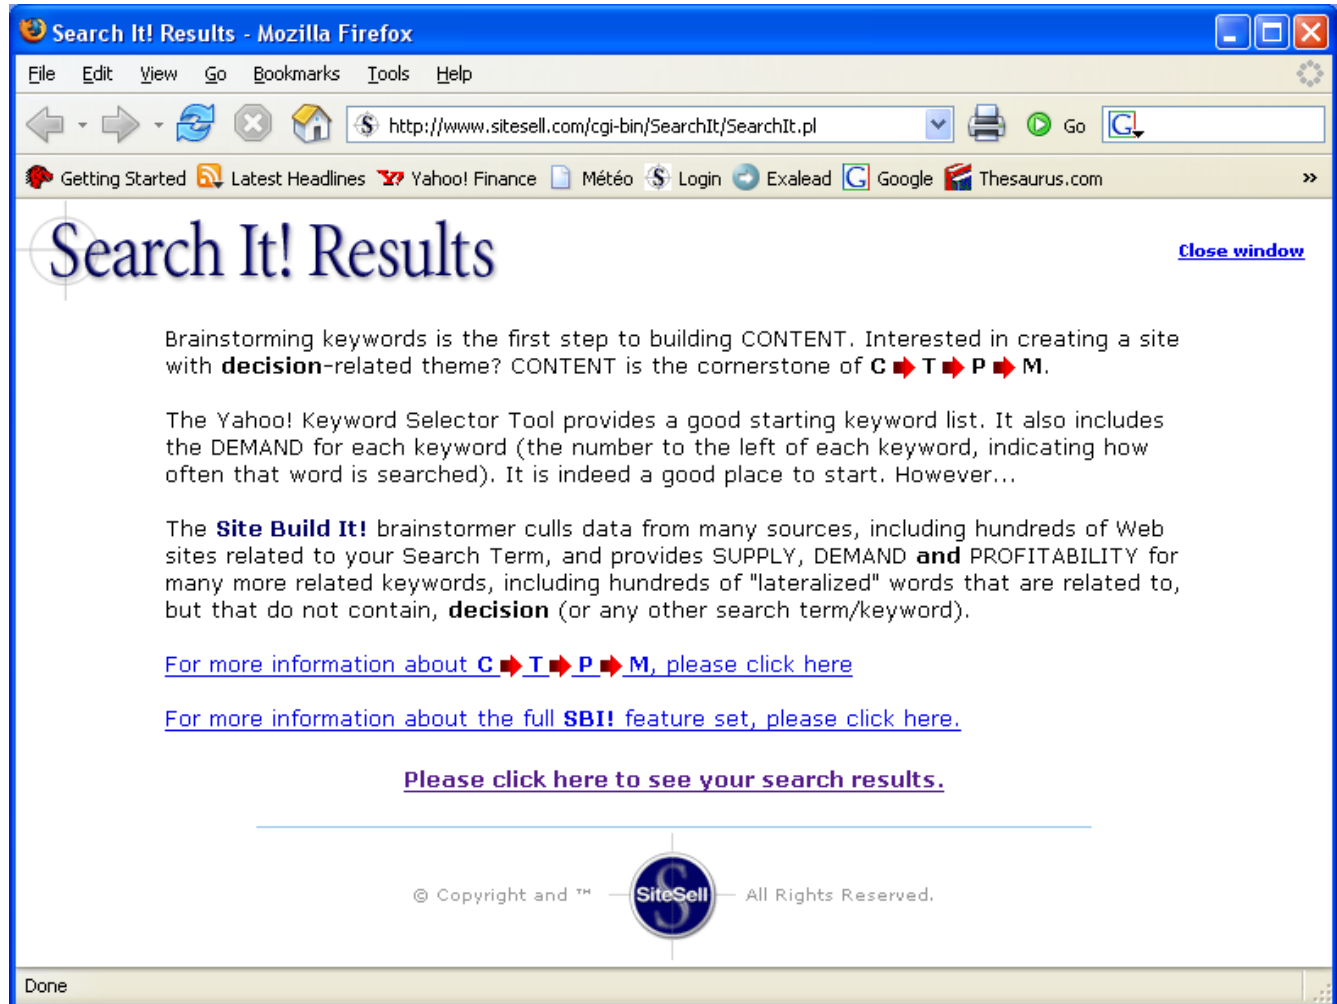 Search It! Results - Mozilla Firefox
File Edit View Go Bookmarks Tools Help
http://www.sitesell.com/cgi-bin/SearchIt/SearchIt.pl Go G
Getting Started Latest Headlines Y7 Yahoo! Finance Météo S Login Exalead G Google Thesaurus.com »
Search It! Results
Close window
Brainstorming keywords is the first step to building CONTENT. Interested in creating a site
with decision-related theme? CONTENT is the cornerstone of C ➡ T ➡ P ➡ M.
The Yahoo! Keyword Selector Tool provides a good starting keyword list. It also includes
the DEMAND for each keyword (the number to the left of each keyword, indicating how
often that word is searched). It is indeed a good place to start. However...
The Site Build It! brainstormer culls data from many sources, including hundreds of Web
sites related to your Search Term, and provides SUPPLY, DEMAND and PROFITABILITY for
many more related keywords, including hundreds of "lateralized" words that are related to,
but that do not contain, decision (or any other search term/keyword).
For more information about C ➡ T ➡ P ➡ M, please click here
For more information about the full SBI! feature set, please click here.
Please click here to see your search results.
© Copyright and ™ SiteSell All Rights Reserved.
Done